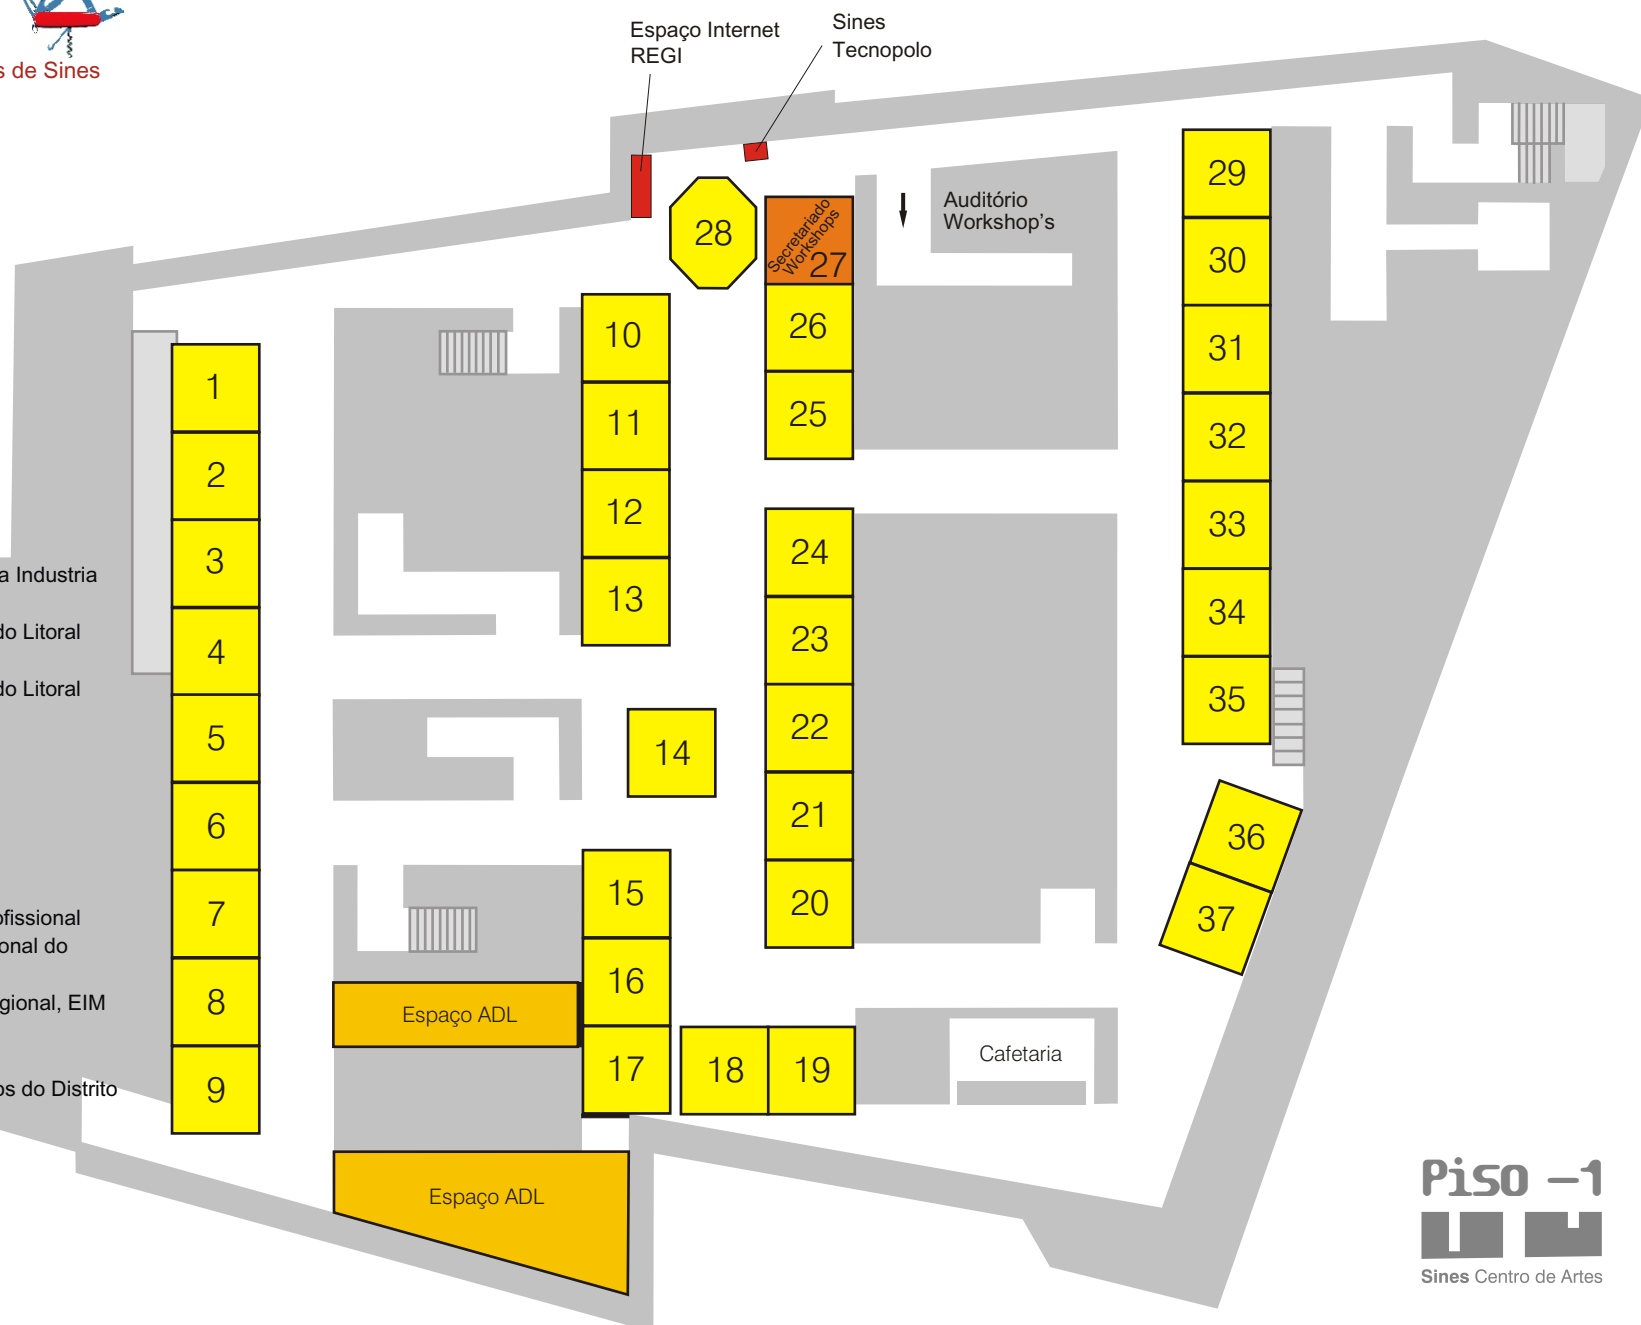 s de Sines
Espaço Internet
REGI
Sines
Tecnopolo
Auditório
Workshop's
Secretariado
Workshops
27
28
29
30
31
32
33
34
35
36
37
26
25
24
23
22
21
20
10
11
12
13
14
15
16
17
18
19
1
2
3
4
5
6
7
8
9
a Industria
do Litoral
do Litoral
ofissional
onal do
gional, EIM
os do Distrito
Espaço ADL
Espaço ADL
Cafetaria
Piso -1
Sines Centro de Artes